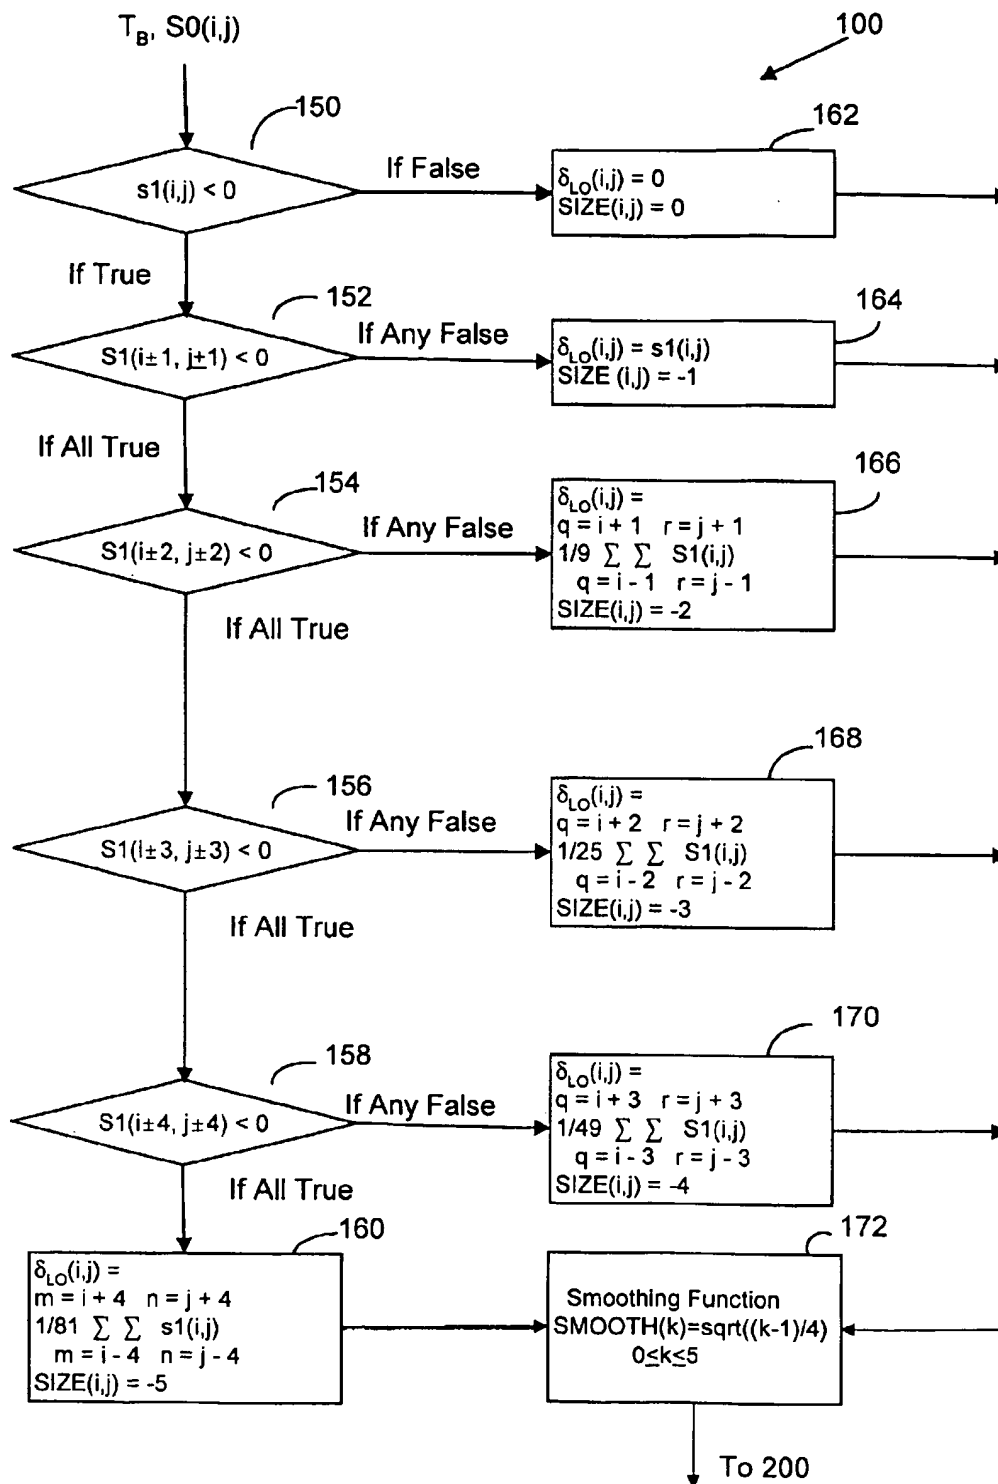 T_B, S0(i,j)
100
150
s1(i,j) < 0
If False
162
δ_LO(i,j) = 0
SIZE(i,j) = 0
If True
152
S1(i±1, j±1) < 0
If Any False
164
δ_LO(i,j) = s1(i,j)
SIZE (i,j) = -1
If All True
154
S1(i±2, j±2) < 0
If Any False
166
δ_LO(i,j) =
q = i + 1 r = j + 1
1/9 Σ Σ S1(i,j)
q = i - 1 r = j - 1
SIZE(i,j) = -2
If All True
156
S1(i±3, j±3) < 0
If Any False
168
δ_LO(i,j) =
q = i + 2 r = j + 2
1/25 Σ Σ S1(i,j)
q = i - 2 r = j - 2
SIZE(i,j) = -3
If All True
158
S1(i±4, j±4) < 0
If Any False
170
δ_LO(i,j) =
q = i + 3 r = j + 3
1/49 Σ Σ S1(i,j)
q = i - 3 r = j - 3
SIZE(i,j) = -4
If All True
160
δ_LO(i,j) =
m = i + 4 n = j + 4
1/81 Σ Σ s1(i,j)
m = i - 4 n = j - 4
SIZE(i,j) = -5
172
Smoothing Function
SMOOTH(k)=sqrt((k-1)/4)
0≤k≤5
To 200